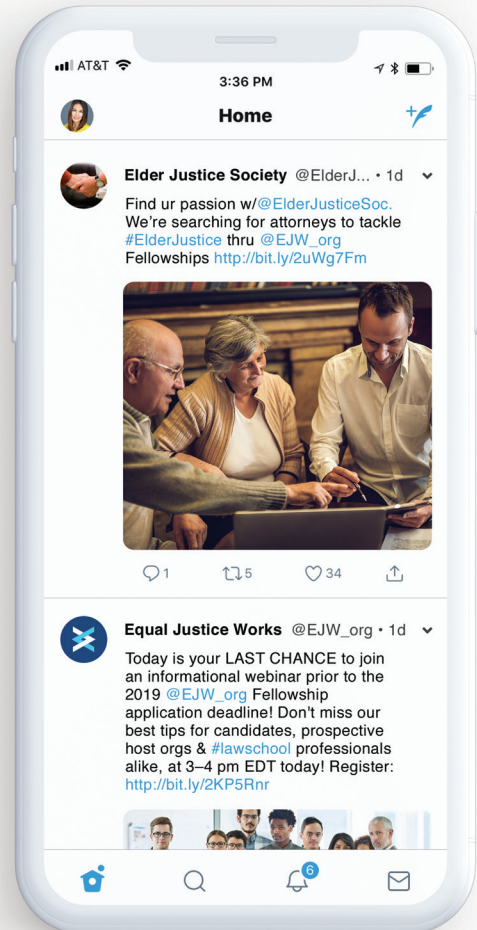 AT&T
3:36 PM
Home
Elder Justice Society @ElderJ... • 1d
Find ur passion w/@ElderJusticeSoc.
We're searching for attorneys to tackle
#ElderJustice thru @EJW_org
Fellowships http://bit.ly/2uWg7Fm
1 5 34
Equal Justice Works @EJW_org • 1d
Today is your LAST CHANCE to join
an informational webinar prior to the
2019 @EJW_org Fellowship
application deadline! Don't miss our
best tips for candidates, prospective
host orgs & #lawschool professionals
alike, at 3–4 pm EDT today! Register:
http://bit.ly/2KP5Rnr
6